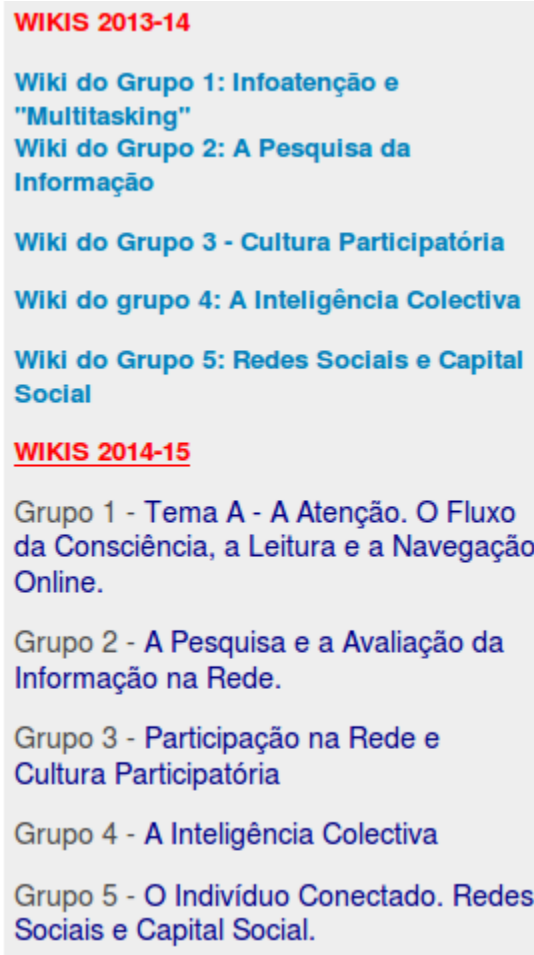 WIKIS 2013-14
Wiki do Grupo 1: Infoatenção e
"Multitasking"
Wiki do Grupo 2: A Pesquisa da
Informação
Wiki do Grupo 3 - Cultura Participatória
Wiki do grupo 4: A Inteligência Colectiva
Wiki do Grupo 5: Redes Sociais e Capital
Social
WIKIS 2014-15
Grupo 1 - Tema A - A Atenção. O Fluxo
da Consciência, a Leitura e a Navegação
Online.
Grupo 2 - A Pesquisa e a Avaliação da
Informação na Rede.
Grupo 3 - Participação na Rede e
Cultura Participatória
Grupo 4 - A Inteligência Colectiva
Grupo 5 - O Indivíduo Conectado. Redes
Sociais e Capital Social.